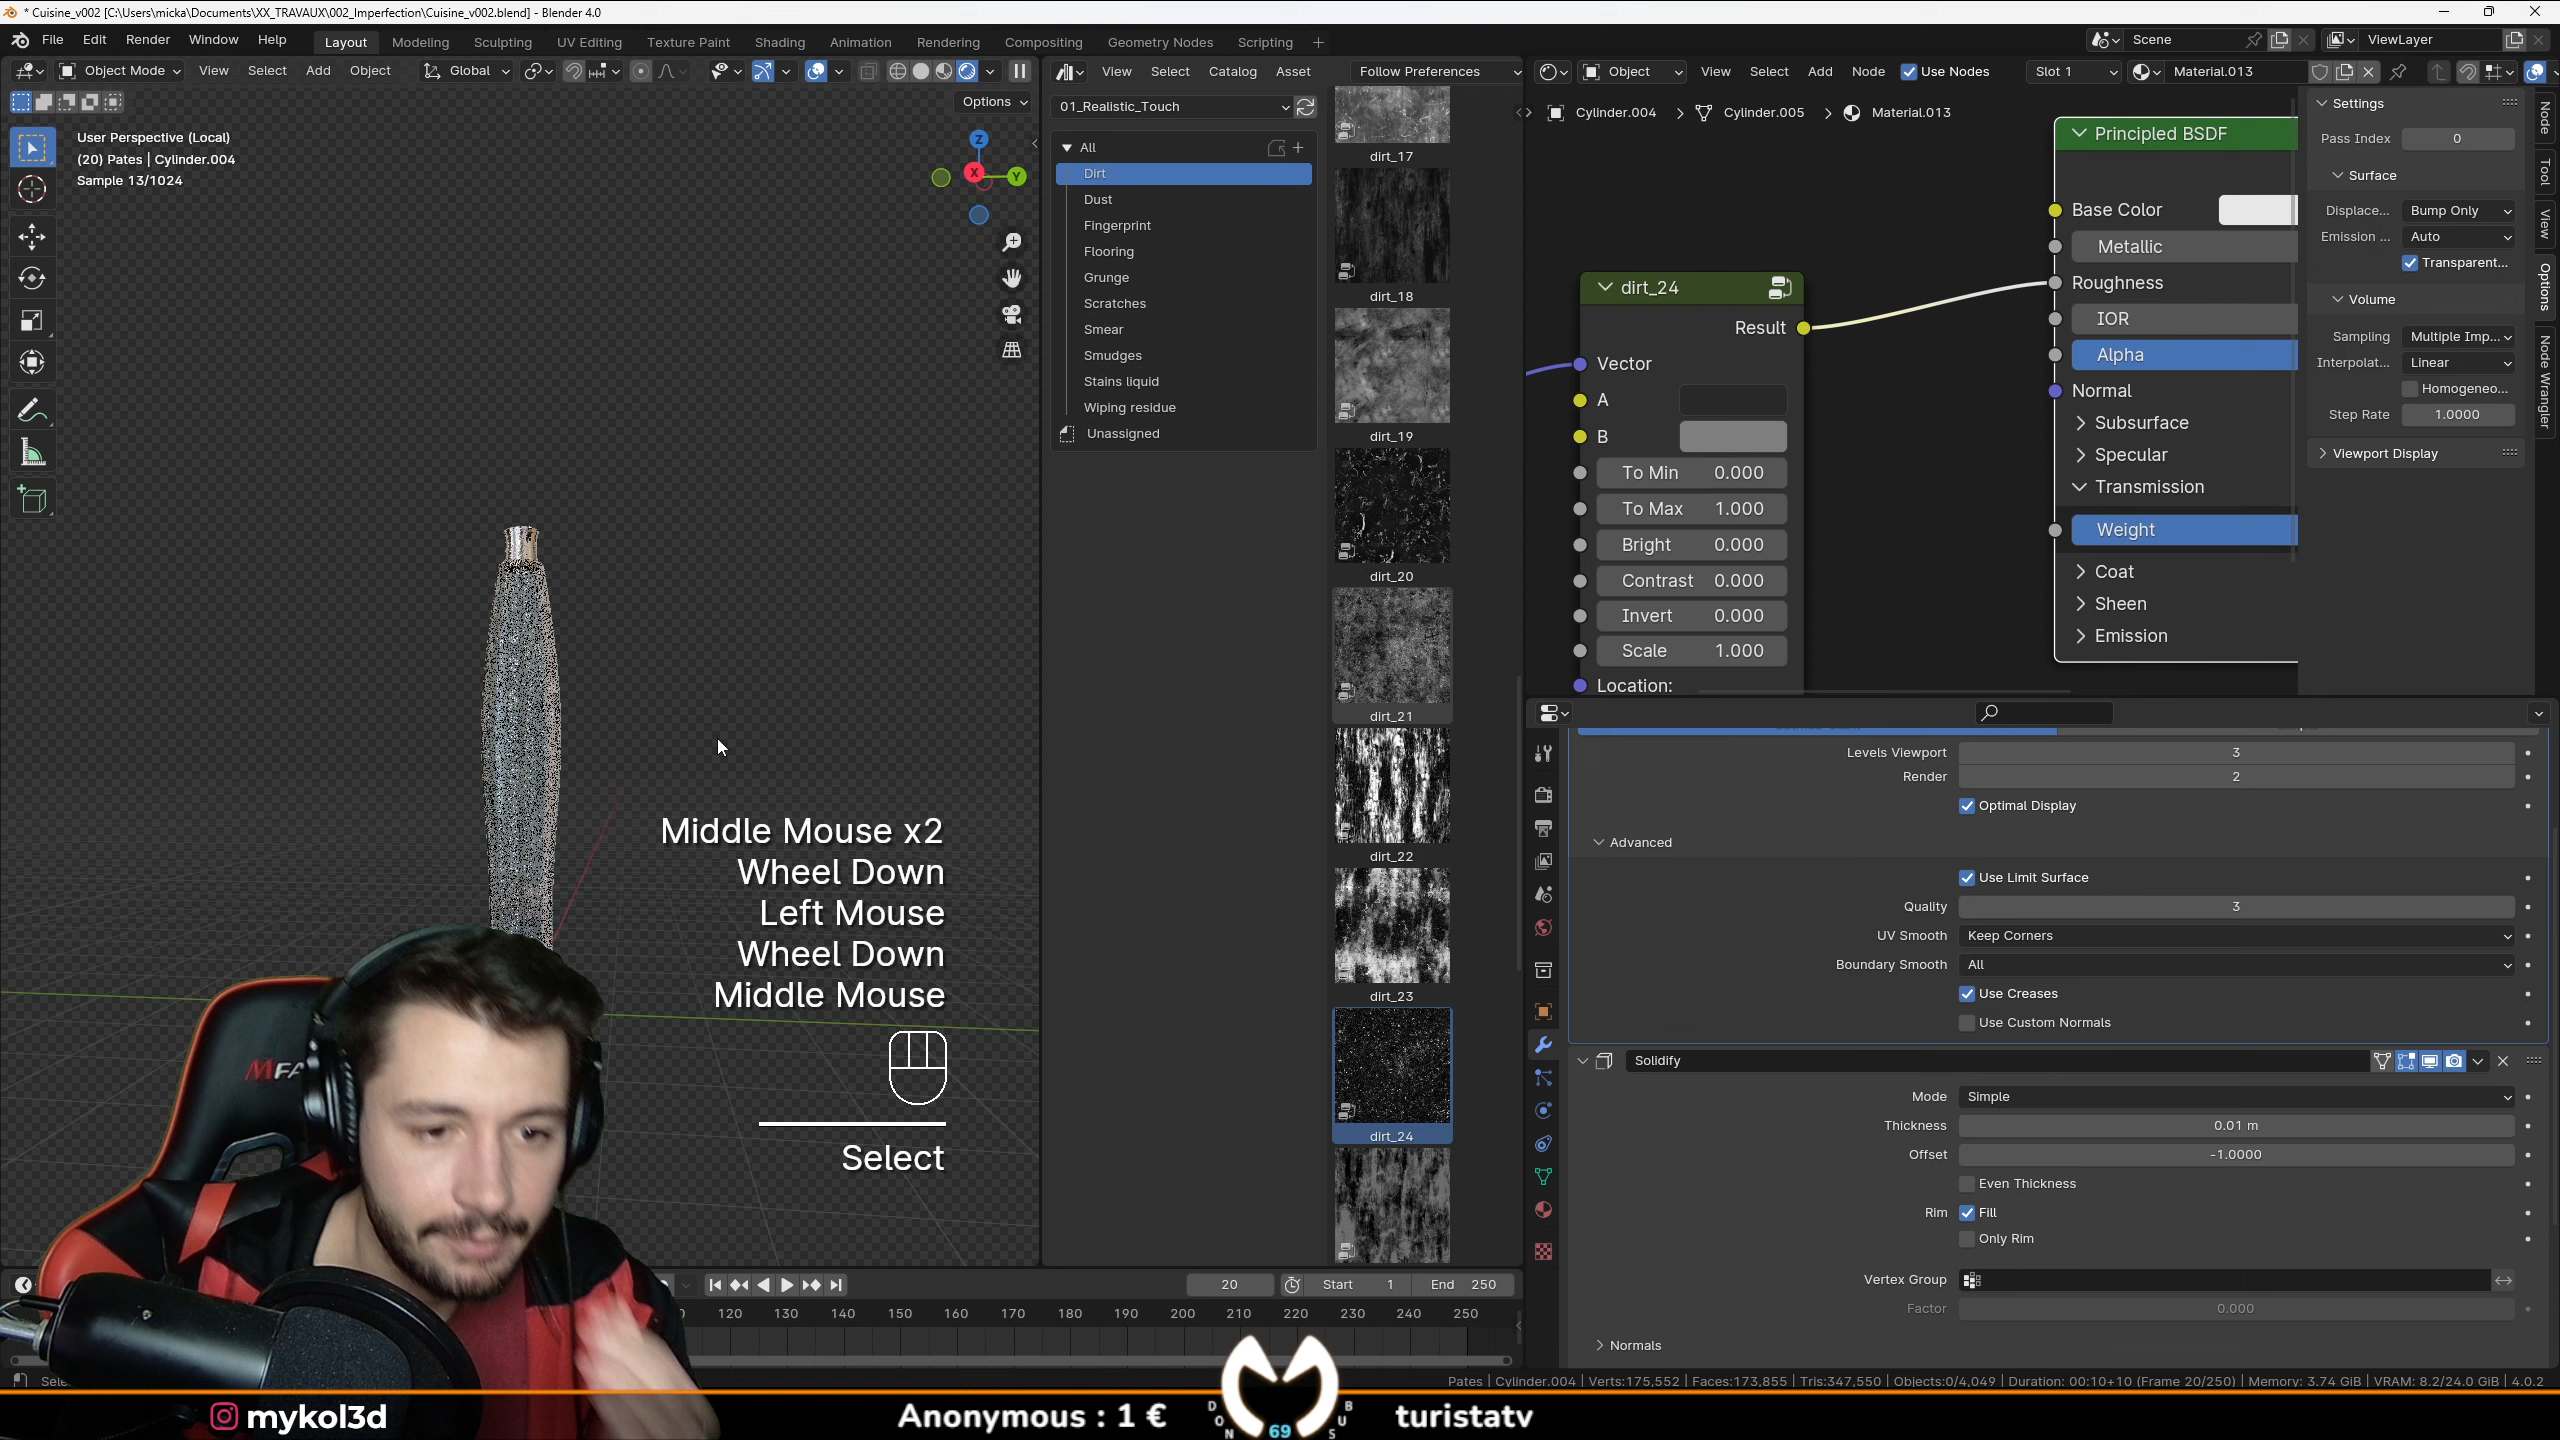 * Cuisine_v002 [C:\Users\micka\Documents\XX_TRAVAUX\002_Imperfection\Cuisine_v002.blend] - Blender 4.0
File Edit Render Window Help
Layout Modeling Sculpting UV Editing Texture Paint Shading Animation Rendering Compositing Geometry Nodes Scripting +
Scene
ViewLayer
Object Mode View Select Add Object Global
Options
User Perspective (Local)
(20) Pates | Cylinder.004
Sample 13/1024
Z
X
Y
View Select Catalog Asset Follow Preferences
01_Realistic_Touch
All
Dirt
Dust
Fingerprint
Flooring
Grunge
Scratches
Smear
Smudges
Stains liquid
Wiping residue
Unassigned
dirt_17
dirt_18
dirt_19
dirt_20
dirt_21
dirt_22
dirt_23
dirt_24
Object View Select Add Node Use Nodes Slot 1 Material.013
Cylinder.004 > Cylinder.005 > Material.013
dirt_24
Result
Vector
A
B
To Min 0.000
To Max 1.000
Bright 0.000
Contrast 0.000
Invert 0.000
Scale 1.000
Location:
Principled BSDF
Base Color
Metallic
Roughness
IOR
Alpha
Normal
Subsurface
Specular
Transmission
Weight
Coat
Sheen
Emission
Settings
Pass Index 0
Surface
Displace... Bump Only
Emission ... Auto
Transparent...
Volume
Sampling Multiple Imp...
Interpolat... Linear
Homogeneo...
Step Rate 1.0000
Viewport Display
Node
Tool
View
Options
Node Wrangler
Levels Viewport 3
Render 2
Optimal Display
Advanced
Use Limit Surface
Quality 3
UV Smooth Keep Corners
Boundary Smooth All
Use Creases
Use Custom Normals
Solidify
Mode Simple
Thickness 0.01 m
Offset -1.0000
Even Thickness
Rim Fill
Only Rim
Vertex Group
Factor 0.000
Normals
Middle Mouse x2
Wheel Down
Left Mouse
Wheel Down
Middle Mouse
Select
20 Start 1 End 250
120 130 140 150 160 170 180 190 200 210 220 230 240 250
Pates | Cylinder.004 | Verts:175,552 | Faces:173,855 | Tris:347,550 | Objects:0/4,049 | Duration: 00:10+10 (Frame 20/250) | Memory: 3.74 GiB | VRAM: 8.2/24.0 GiB | 4.0.2
mykol3d
Anonymous : 1 €
DON
69
SUB
turistatv